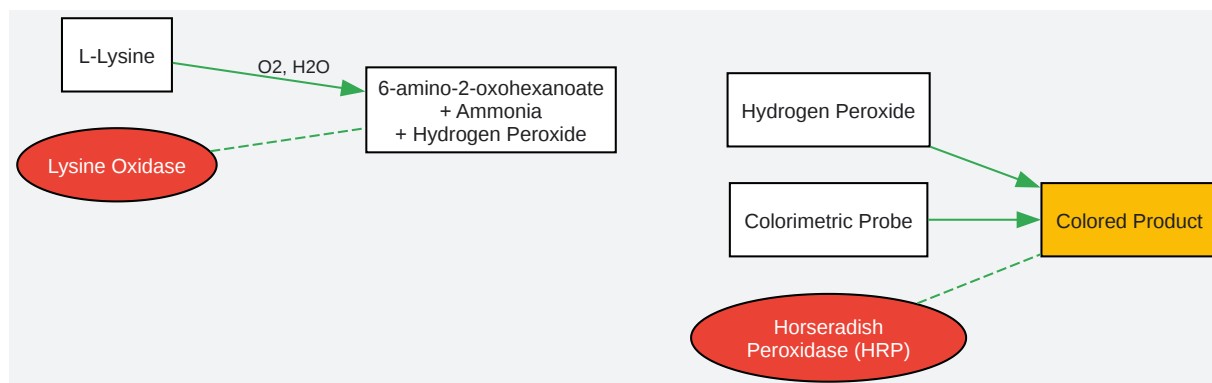 L-Lysine
O2, H2O
6-amino-2-oxohexanoate
+ Ammonia
+ Hydrogen Peroxide
Lysine Oxidase
Hydrogen Peroxide
Colorimetric Probe
Colored Product
Horseradish
Peroxidase (HRP)